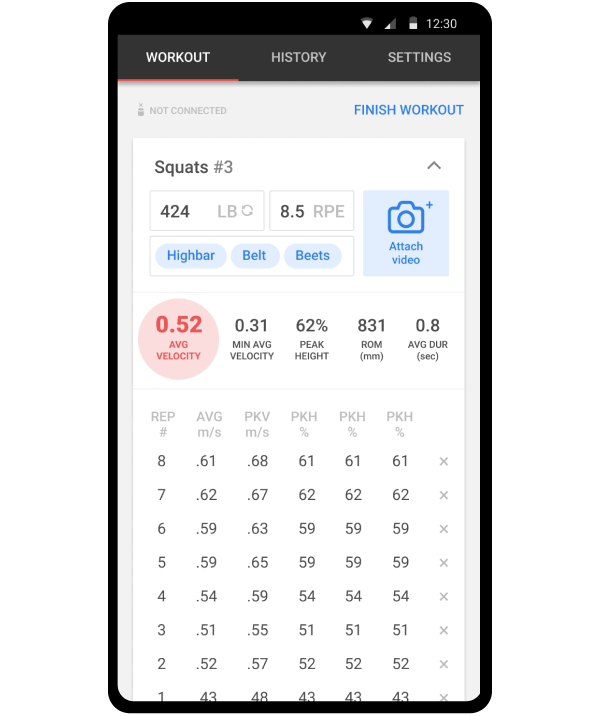 12:30
WORKOUT HISTORY SETTINGS
NOT CONNECTED FINISH WORKOUT
Squats #3
424 LB 8.5 RPE
Highbar Belt Beets
Attach
video
0.52 0.31 62% 831 0.8
AVG MIN AVG PEAK ROM AVG DUR
VELOCITY VELOCITY HEIGHT (mm) (sec)
REP AVG PKV PKH PKH PKH
# m/s m/s % % %
8 .61 .68 61 61 61 ×
7 .62 .67 62 62 62 ×
6 .59 .63 59 59 59 ×
5 .59 .65 59 59 59 ×
4 .54 .59 54 54 54 ×
3 .51 .55 51 51 51 ×
2 .52 .57 52 52 52 ×
1 .43 .48 43 43 43 ×